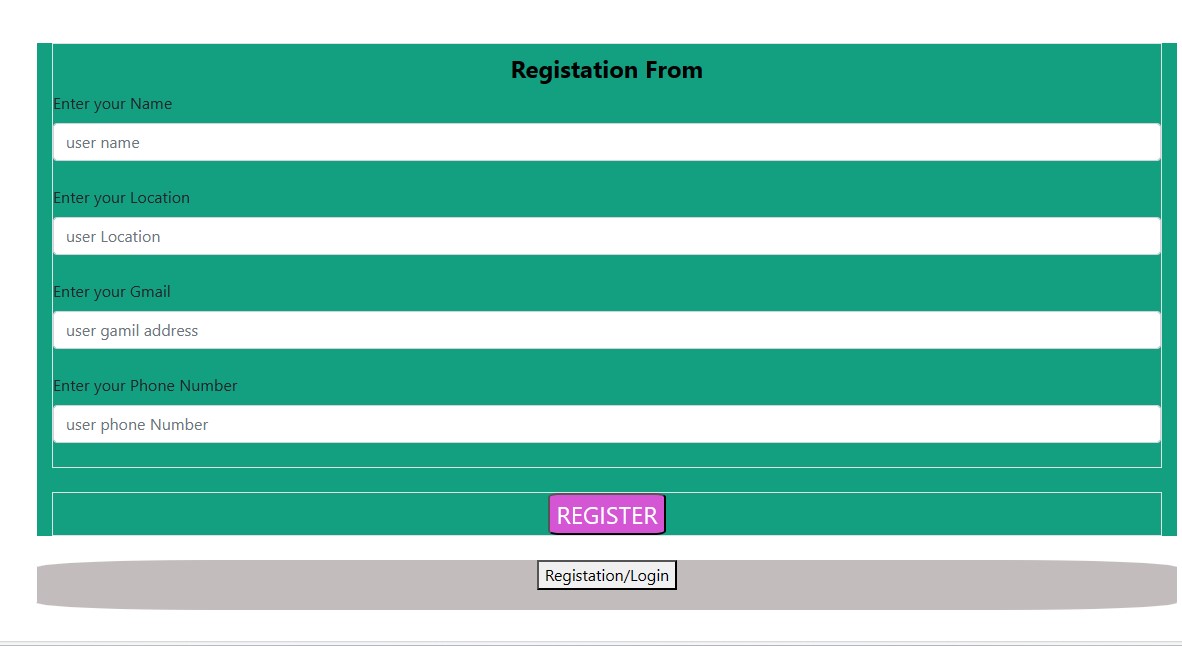 Registation From
Enter your Name
user name
Enter your Location
user Location
Enter your Gmail
user gamil address
Enter your Phone Number
user phone Number
REGISTER
Registation/Login